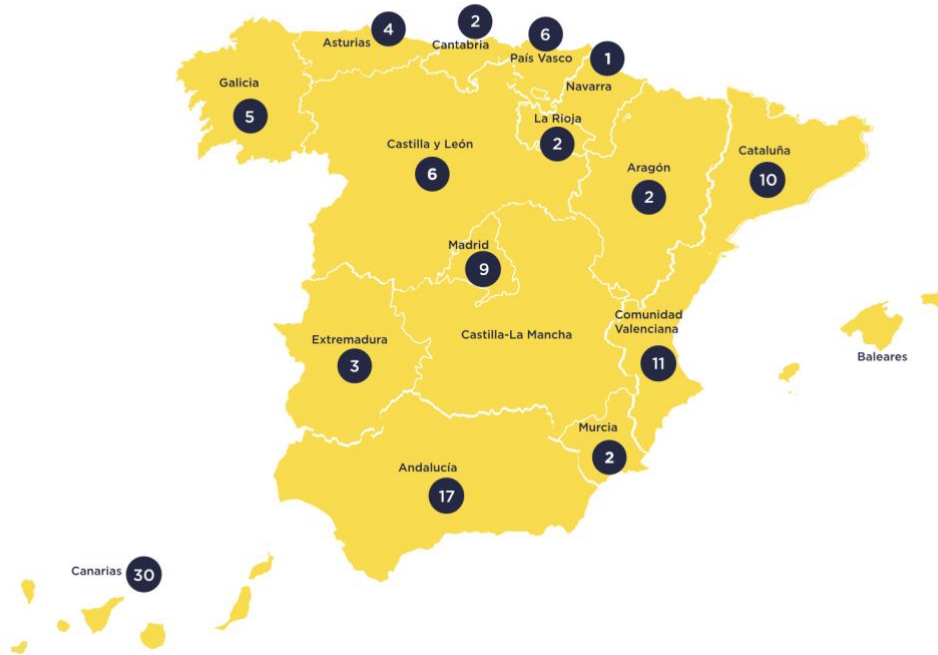 Asturias
4
2
Cantabria
6
País Vasco
1
Navarra
Galicia
5
La Rioja
2
Castilla y León
6
Aragón
2
Cataluña
10
Madrid
9
Comunidad
Valenciana
11
Castilla-La Mancha
Extremadura
3
Baleares
Murcia
2
Andalucía
17
Canarias
30